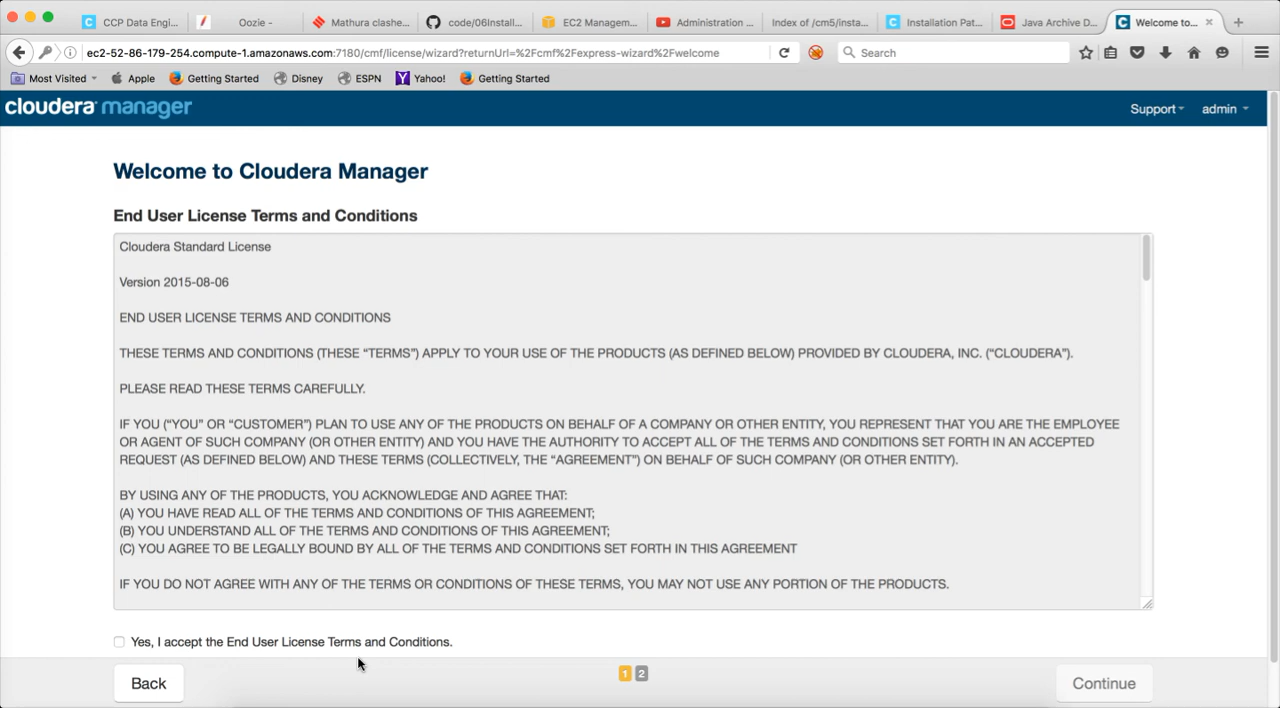 CCP Data Engi...
Oozie -
Mathura clashe...
code/06Install...
EC2 Managem...
Administration ...
Index of /cm5/insta...
Installation Pat...
Java Archive D...
Welcome to...
ec2-52-86-179-254.compute-1.amazonaws.com:7180/cmf/license/wizard?returnUrl=%2Fcmf%2Fexpress-wizard%2Fwelcome
Search
Most Visited
Apple
Getting Started
Disney
ESPN
Yahoo!
Getting Started
cloudera manager
Support
admin
Welcome to Cloudera Manager
End User License Terms and Conditions
Cloudera Standard License
Version 2015-08-06
END USER LICENSE TERMS AND CONDITIONS
THESE TERMS AND CONDITIONS (THESE “TERMS”) APPLY TO YOUR USE OF THE PRODUCTS (AS DEFINED BELOW) PROVIDED BY CLOUDERA, INC. (“CLOUDERA”).
PLEASE READ THESE TERMS CAREFULLY.
IF YOU (“YOU” OR “CUSTOMER”) PLAN TO USE ANY OF THE PRODUCTS ON BEHALF OF A COMPANY OR OTHER ENTITY, YOU REPRESENT THAT YOU ARE THE EMPLOYEE
OR AGENT OF SUCH COMPANY (OR OTHER ENTITY) AND YOU HAVE THE AUTHORITY TO ACCEPT ALL OF THE TERMS AND CONDITIONS SET FORTH IN AN ACCEPTED
REQUEST (AS DEFINED BELOW) AND THESE TERMS (COLLECTIVELY, THE “AGREEMENT”) ON BEHALF OF SUCH COMPANY (OR OTHER ENTITY).
BY USING ANY OF THE PRODUCTS, YOU ACKNOWLEDGE AND AGREE THAT:
(A) YOU HAVE READ ALL OF THE TERMS AND CONDITIONS OF THIS AGREEMENT;
(B) YOU UNDERSTAND ALL OF THE TERMS AND CONDITIONS OF THIS AGREEMENT;
(C) YOU AGREE TO BE LEGALLY BOUND BY ALL OF THE TERMS AND CONDITIONS SET FORTH IN THIS AGREEMENT
IF YOU DO NOT AGREE WITH ANY OF THE TERMS OR CONDITIONS OF THESE TERMS, YOU MAY NOT USE ANY PORTION OF THE PRODUCTS.
Yes, I accept the End User License Terms and Conditions.
Back
1 2
Continue